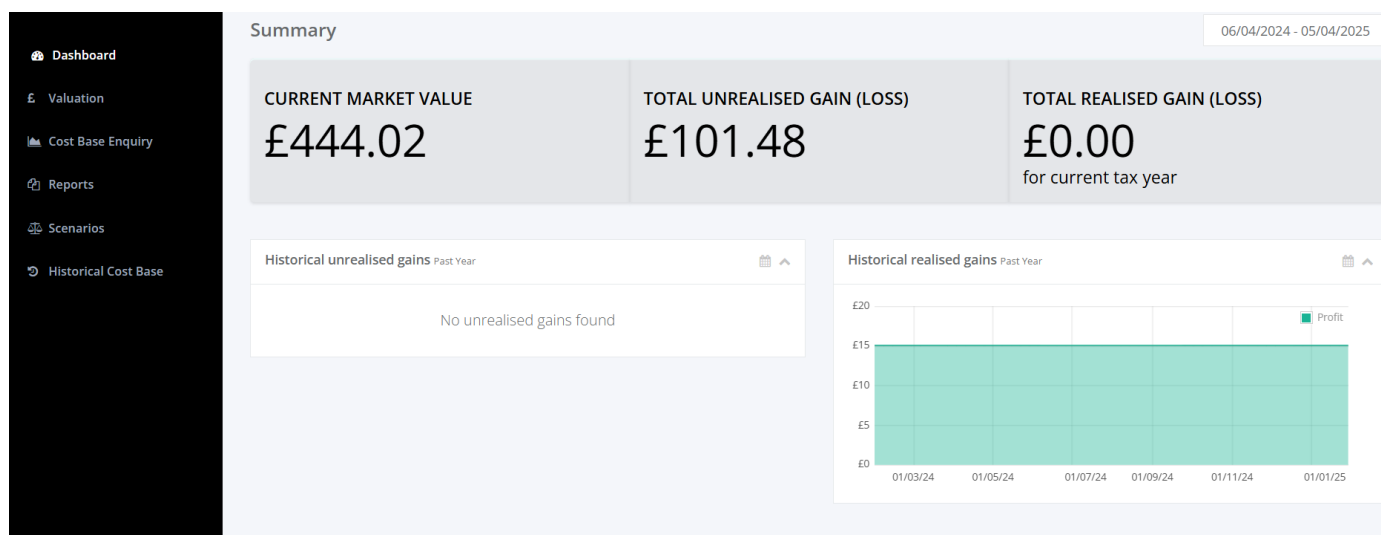 Summary
06/04/2024 - 05/04/2025
Dashboard
£ Valuation
Cost Base Enquiry
Reports
Scenarios
Historical Cost Base
CURRENT MARKET VALUE
£444.02
TOTAL UNREALISED GAIN (LOSS)
£101.48
TOTAL REALISED GAIN (LOSS)
£0.00
for current tax year
Historical unrealised gains Past Year
No unrealised gains found
Historical realised gains Past Year
£20
£15
£10
£5
£0
Profit
01/03/24 01/05/24 01/07/24 01/09/24 01/11/24 01/01/25